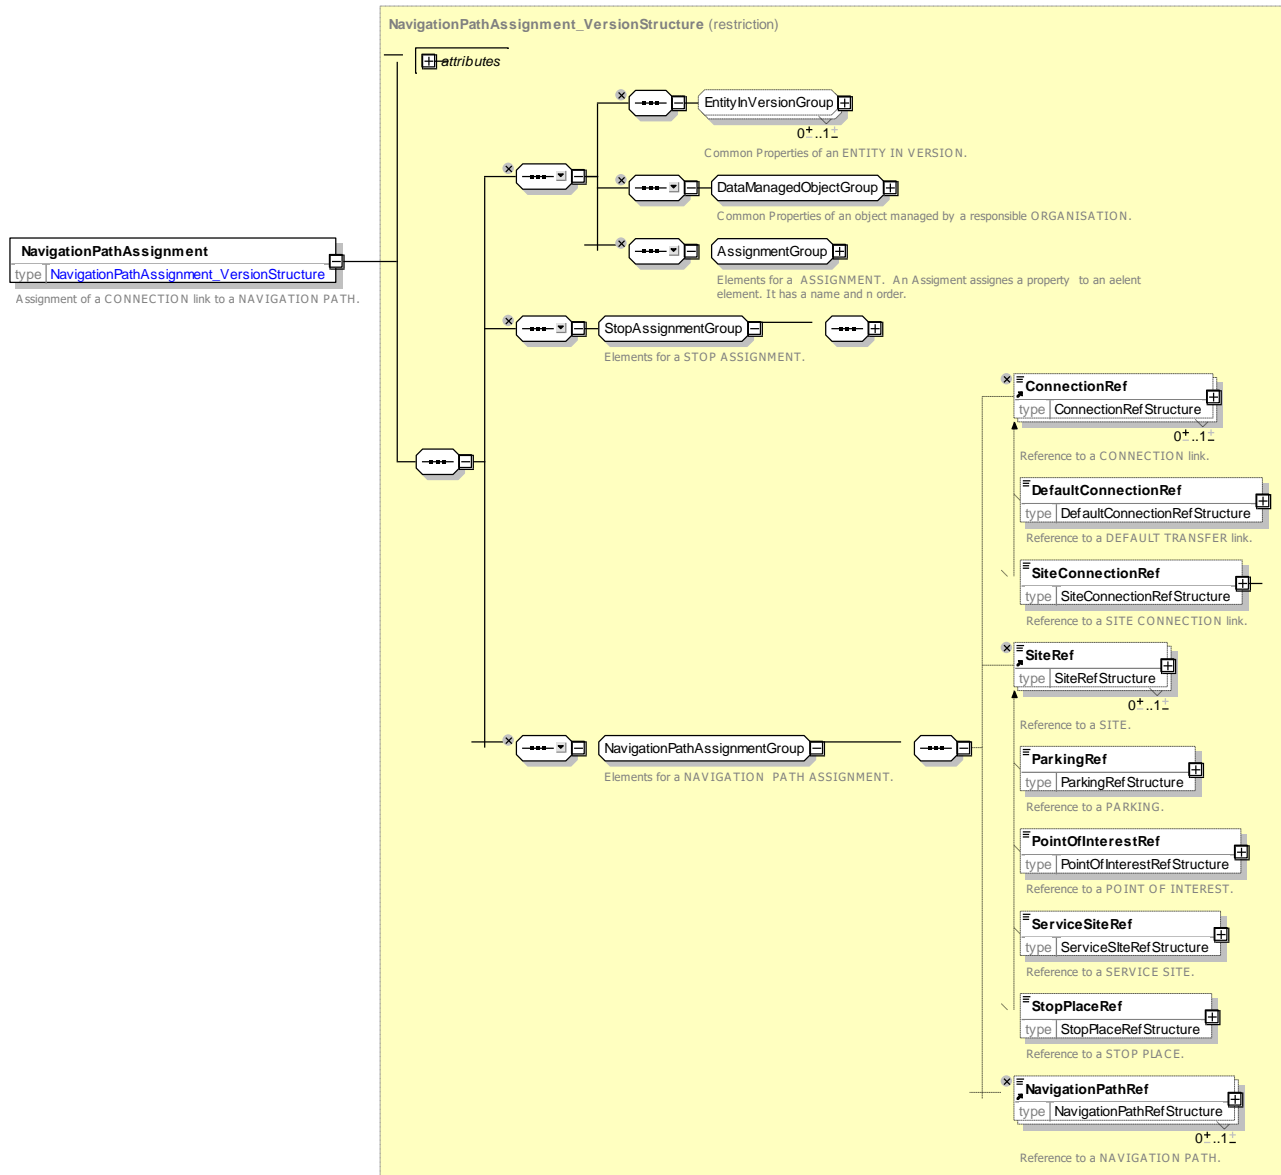 NavigationPathAssignment_VersionStructure (restriction)
attributes
EntityInVersionGroup
0..1
Common Properties of an ENTITY IN VERSION.
DataManagedObjectGroup
Common Properties of an object managed by a responsible ORGANISATION.
AssignmentGroup
Elements for a ASSIGNMENT. An Assigment assignes a property to an aelent
element. It has a name and n order.
NavigationPathAssignment
type NavigationPathAssignment_VersionStructure
Assignment of a CONNECTION link to a NAVIGATION PATH.
StopAssignmentGroup
Elements for a STOP ASSIGNMENT.
ConnectionRef
type ConnectionRefStructure
0..1
Reference to a CONNECTION link.
DefaultConnectionRef
type DefaultConnectionRefStructure
Reference to a DEFAULT TRANSFER link.
SiteConnectionRef
type SiteConnectionRefStructure
Reference to a SITE CONNECTION link.
SiteRef
type SiteRefStructure
0..1
Reference to a SITE.
NavigationPathAssignmentGroup
Elements for a NAVIGATION PATH ASSIGNMENT.
ParkingRef
type ParkingRefStructure
Reference to a PARKING.
PointOfInterestRef
type PointOfInterestRefStructure
Reference to a POINT OF INTEREST.
ServiceSiteRef
type ServiceSIteRefStructure
Reference to a SERVICE SITE.
StopPlaceRef
type StopPlaceRefStructure
Reference to a STOP PLACE.
NavigationPathRef
type NavigationPathRefStructure
0..1
Reference to a NAVIGATION PATH.